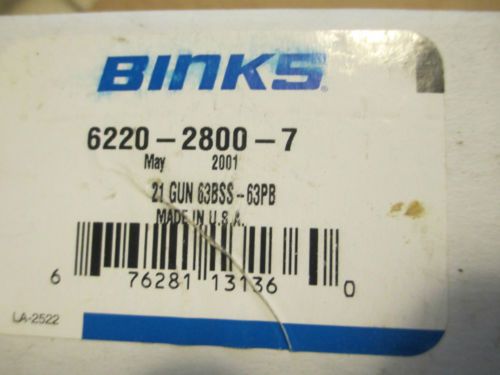 BINKS®
6220-2800-7
May 2001
21 GUN 63BSS-63PB
MADE IN U.S.A.
6 76281 13136 0
LA-2522